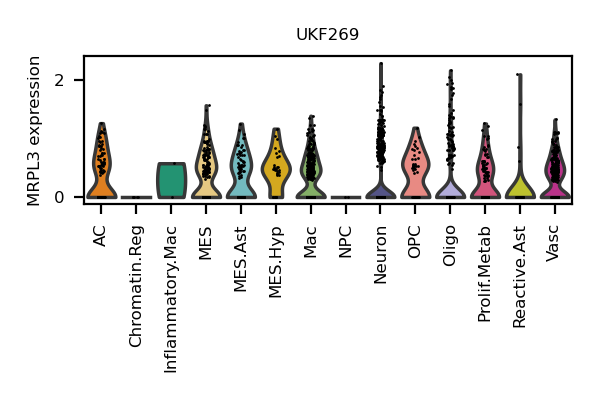 UKF269
MRPL3 expression
2
0
AC
Chromatin.Reg
Inflammatory.Mac
MES
MES.Ast
MES.Hyp
Mac
NPC
Neuron
OPC
Oligo
Prolif.Metab
Reactive.Ast
Vasc